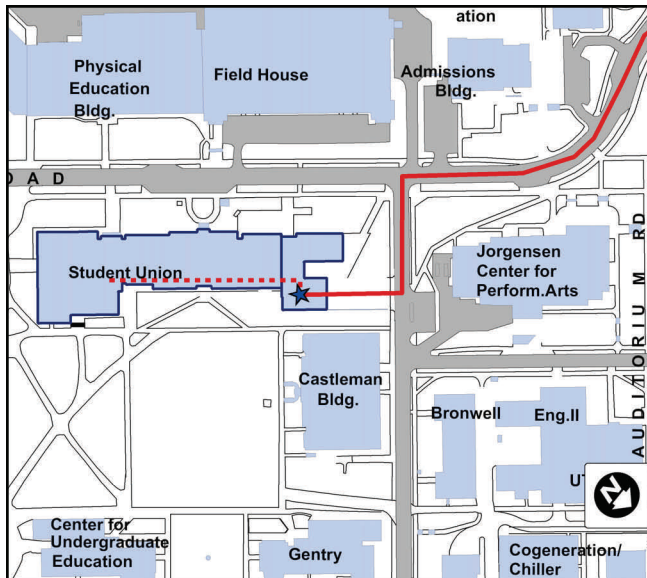 ation
Physical
Education
Bldg.
Field House
Admissions
Bldg.
O A D
Student Union
Jorgensen
Center for
Perform.Arts
AUDITORIUM RD
Castleman
Bldg.
Bronwell
Eng.II
UT
N
Center for
Undergraduate
Education
Gentry
Cogeneration/
Chiller